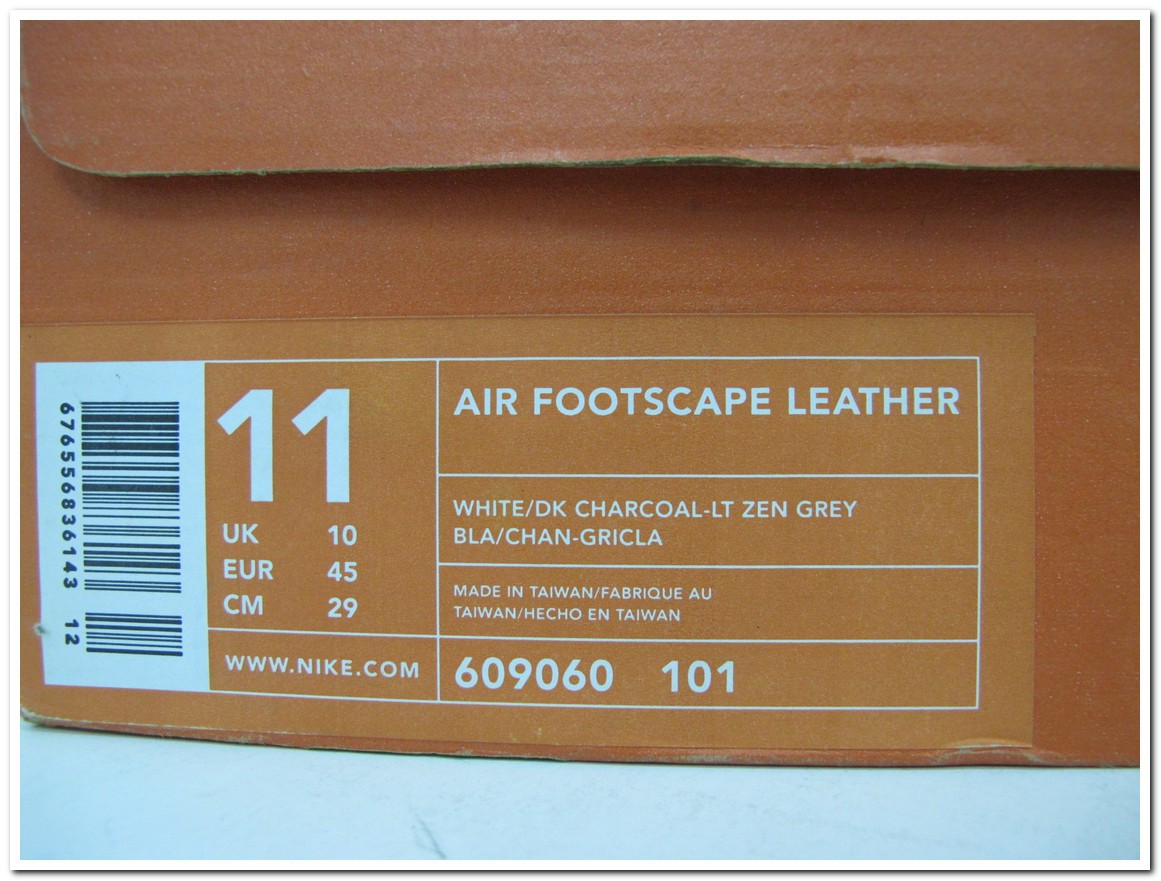 676556836143 12
11
UK 10
EUR 45
CM 29
WWW.NIKE.COM
AIR FOOTSCAPE LEATHER
WHITE/DK CHARCOAL-LT ZEN GREY
BLA/CHAN-GRICLA
MADE IN TAIWAN/FABRIQUE AU
TAIWAN/HECHO EN TAIWAN
609060 101